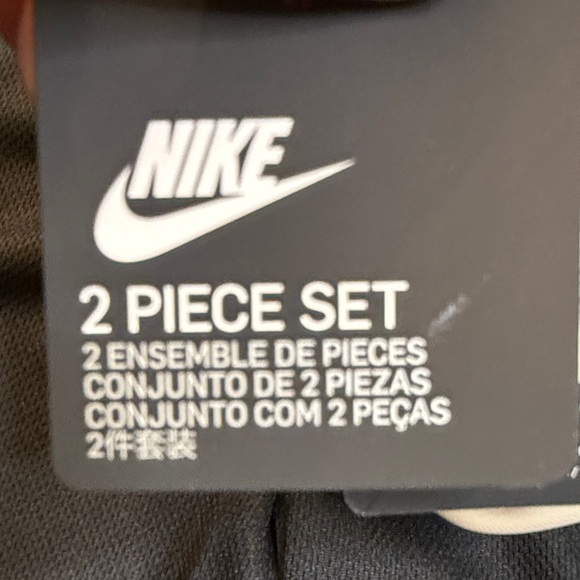 NIKE
2 PIECE SET
2 ENSEMBLE DE PIECES
CONJUNTO DE 2 PIEZAS
CONJUNTO COM 2 PEÇAS
2件套装